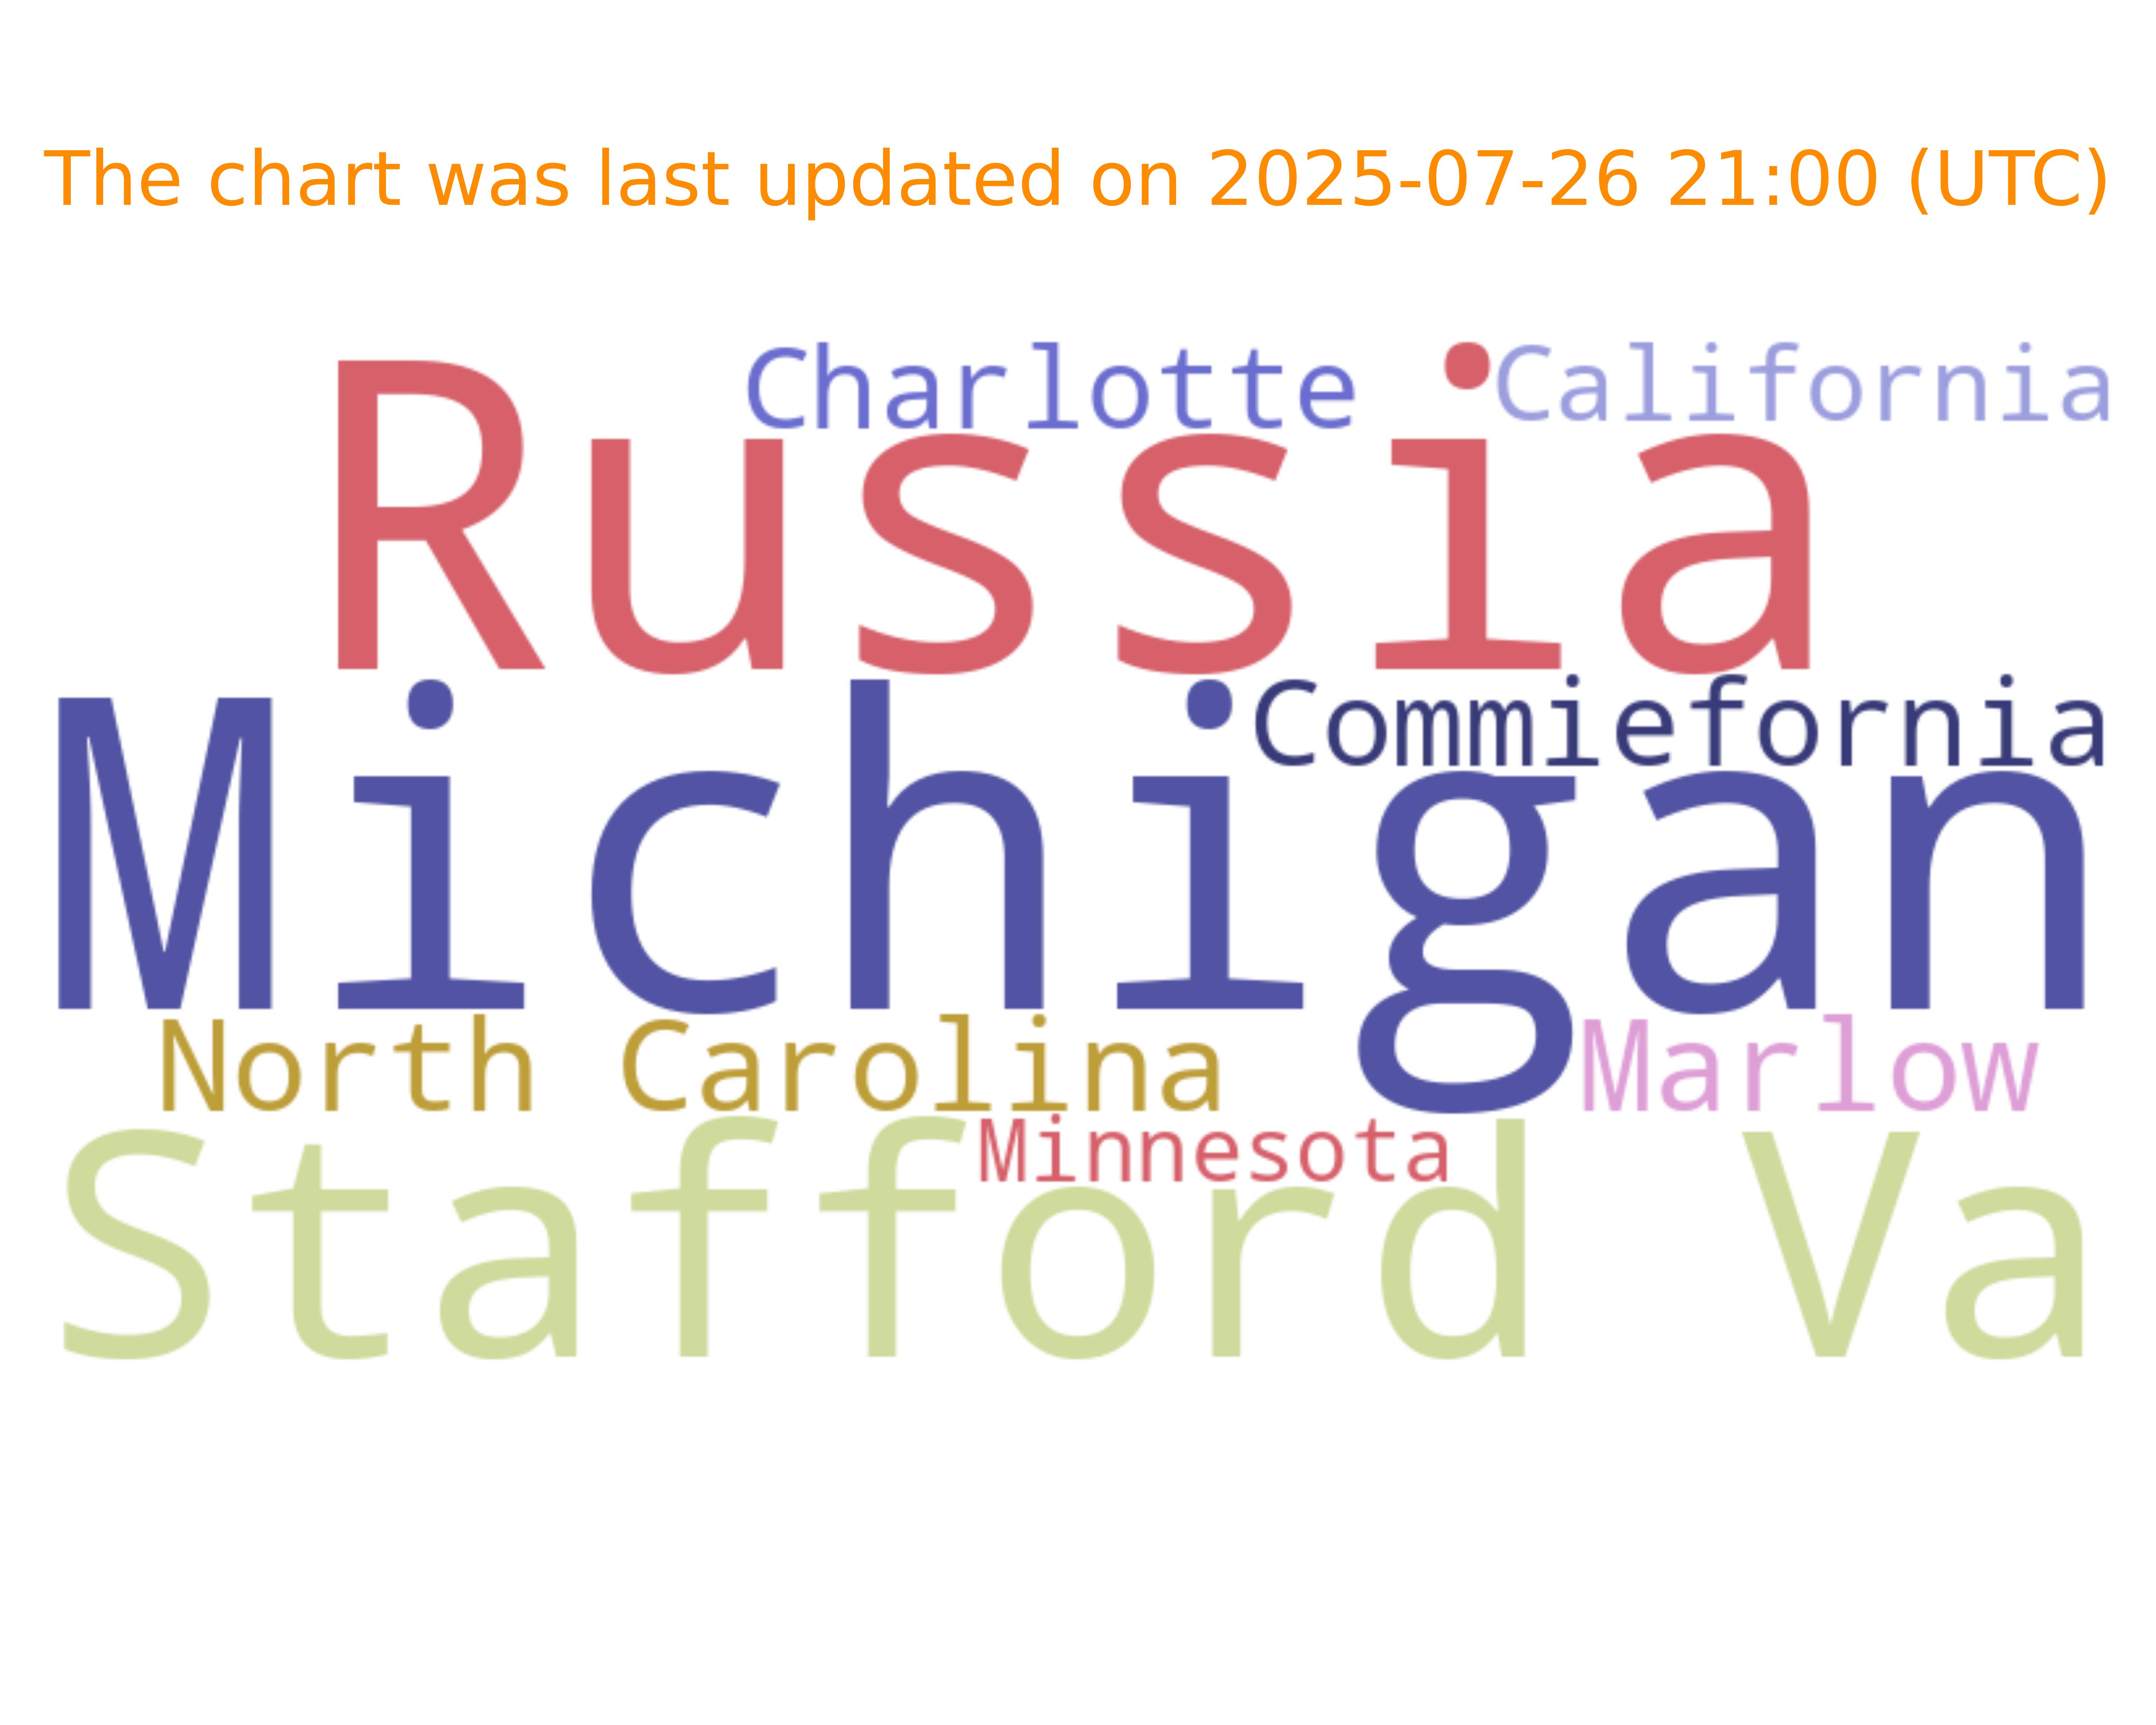 The chart was last updated on 2025-07-26 21:00 (UTC)
Charlotte
California
Russia
Commiefornia
Michigan
North Carolina
Marlow
Minnesota
Stafford Va